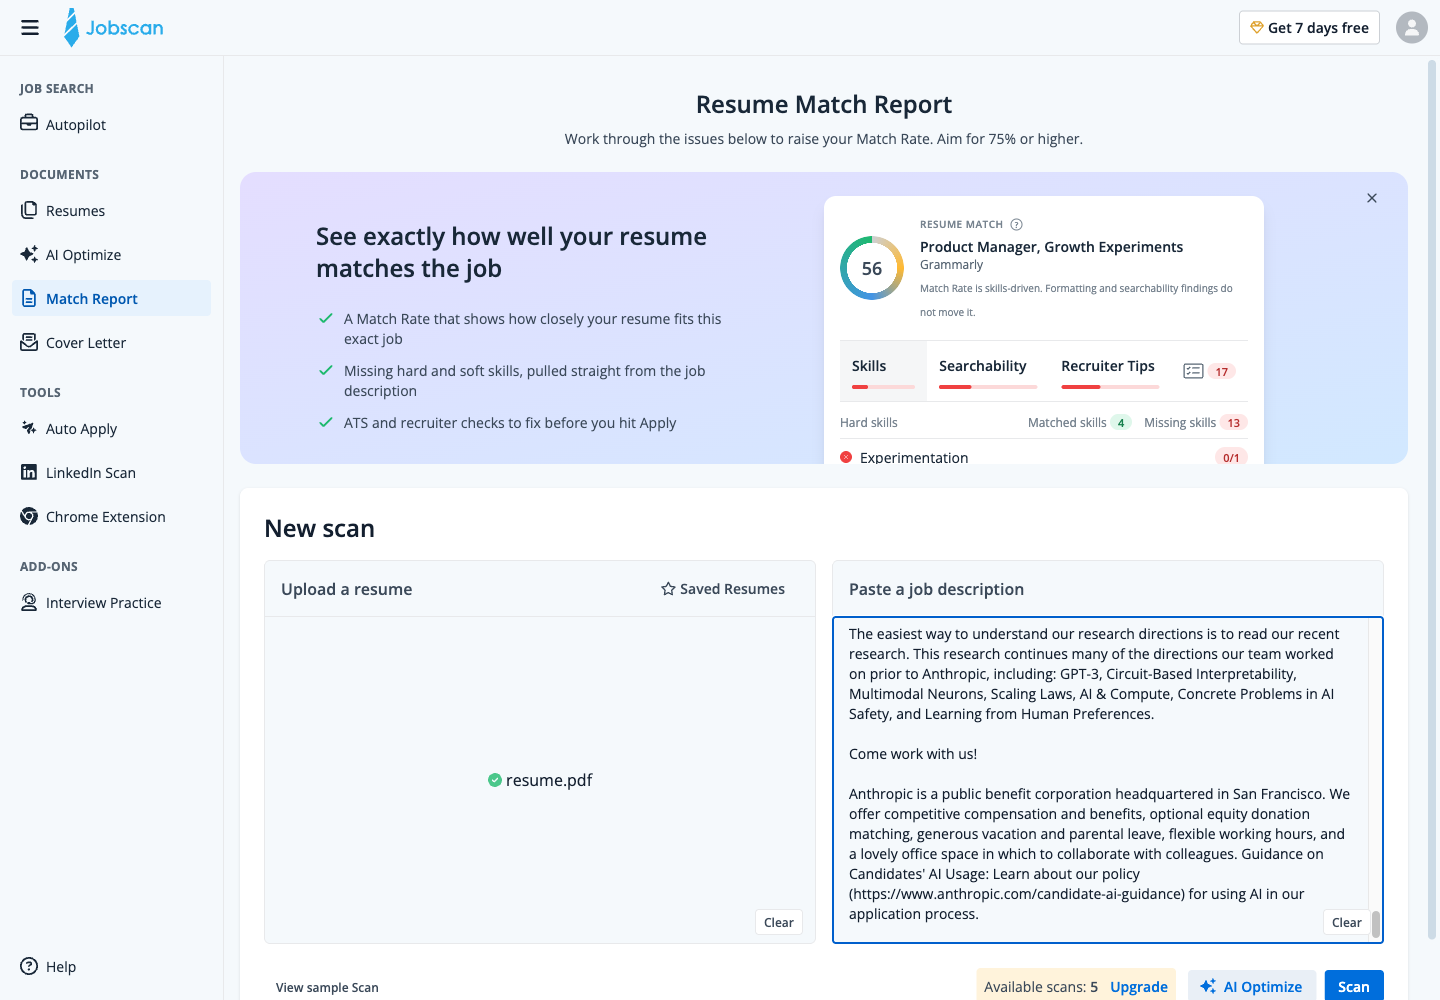 Jobscan
Get 7 days free
JOB SEARCH
Autopilot
DOCUMENTS
Resumes
AI Optimize
Match Report
Cover Letter
TOOLS
Auto Apply
LinkedIn Scan
Chrome Extension
ADD-ONS
Interview Practice
Help
Resume Match Report
Work through the issues below to raise your Match Rate. Aim for 75% or higher.
See exactly how well your resume
matches the job
A Match Rate that shows how closely your resume fits this
exact job
Missing hard and soft skills, pulled straight from the job
description
ATS and recruiter checks to fix before you hit Apply
56
RESUME MATCH ?
Product Manager, Growth Experiments
Grammarly
Match Rate is skills-driven. Formatting and searchability findings do
not move it.
Skills Searchability Recruiter Tips 17
Hard skills Matched skills 4 Missing skills 13
Experimentation 0/1
New scan
Upload a resume Saved Resumes
resume.pdf
Clear
Paste a job description
The easiest way to understand our research directions is to read our recent
research. This research continues many of the directions our team worked
on prior to Anthropic, including: GPT-3, Circuit-Based Interpretability,
Multimodal Neurons, Scaling Laws, AI & Compute, Concrete Problems in AI
Safety, and Learning from Human Preferences.
Come work with us!
Anthropic is a public benefit corporation headquartered in San Francisco. We
offer competitive compensation and benefits, optional equity donation
matching, generous vacation and parental leave, flexible working hours, and
a lovely office space in which to collaborate with colleagues. Guidance on
Candidates' AI Usage: Learn about our policy
(https://www.anthropic.com/candidate-ai-guidance) for using AI in our
application process.
Clear
View sample Scan
Available scans: 5 Upgrade
AI Optimize
Scan